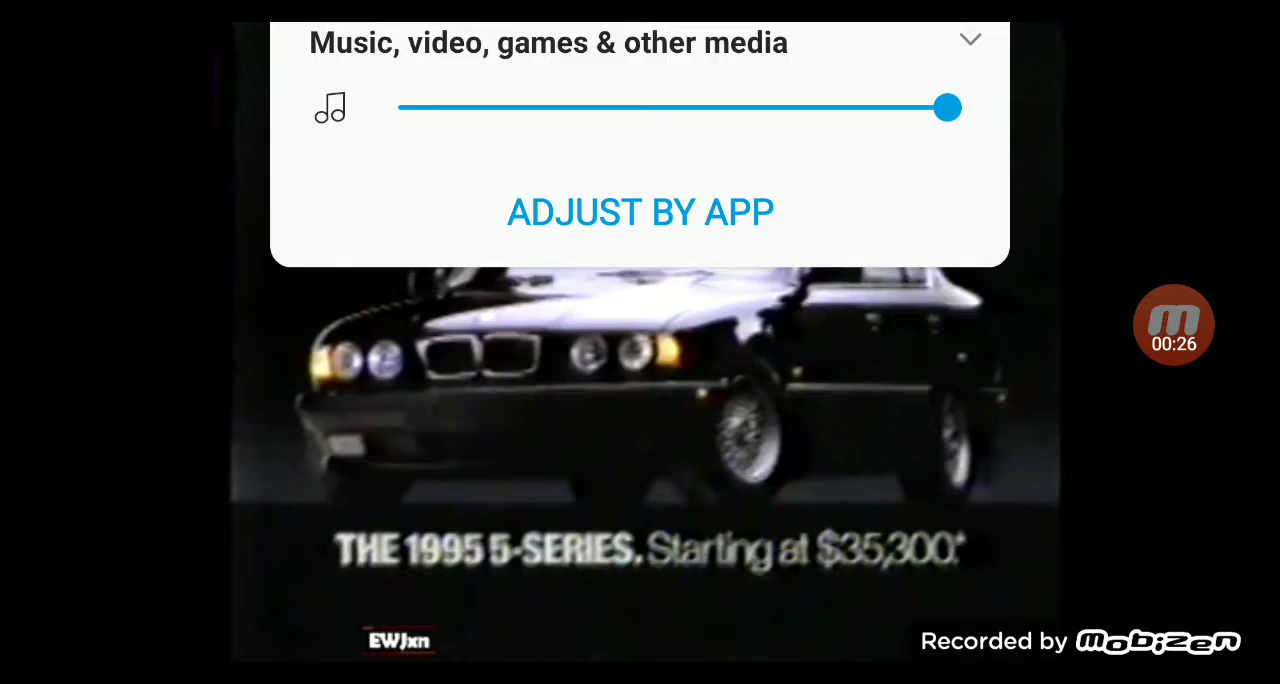 Music, video, games & other media
ADJUST BY APP
00:26
THE 1995 5-SERIES. Starting at $35,300.*
EWJxn
Recorded by mobizen